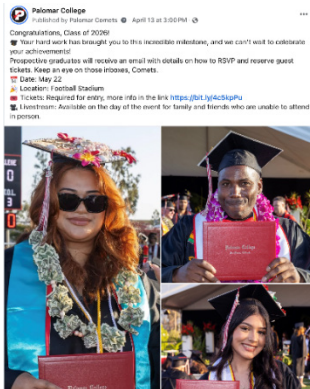 Palomar College
Published by Palomar Comets · April 13 at 3:00 PM ·
Congratulations, Class of 2026!
🎓 Your hard work has brought you to this incredible milestone, and we can't wait to celebrate
your achievements!
Prospective graduates will receive an email with details on how to RSVP and reserve guest
tickets. Keep an eye on those inboxes, Comets.
📅 Date: May 22
🎉 Location: Football Stadium
🎟️ Tickets: Required for entry, more info in the link https://bit.ly/4c5kpPu
🎥 Livestream: Available on the day of the event for family and friends who are unable to attend
in person.
0
3
Palomar College